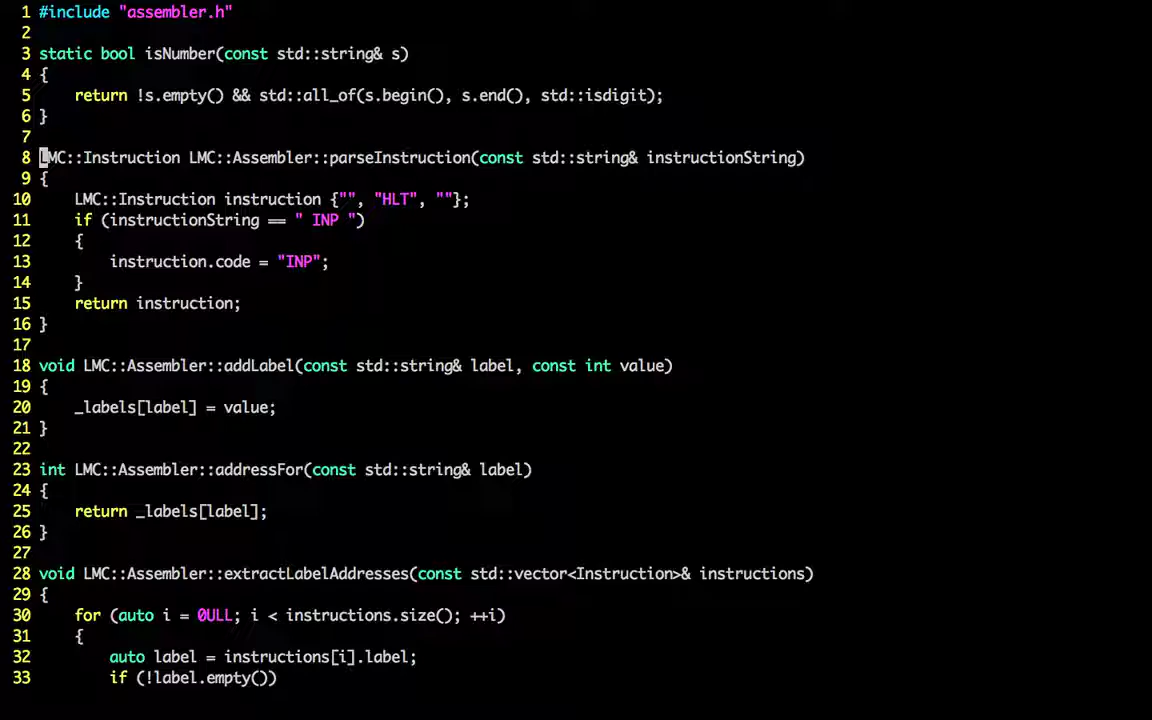 1 #include "assembler.h"
2
3 static bool isNumber(const std::string& s)
4 {
5     return !s.empty() && std::all_of(s.begin(), s.end(), std::isdigit);
6 }
7
8 LMC::Instruction LMC::Assembler::parseInstruction(const std::string& instructionString)
9 {
10     LMC::Instruction instruction {"", "HLT", ""};
11     if (instructionString == " INP ")
12     {
13         instruction.code = "INP";
14     }
15     return instruction;
16 }
17
18 void LMC::Assembler::addLabel(const std::string& label, const int value)
19 {
20     _labels[label] = value;
21 }
22
23 int LMC::Assembler::addressFor(const std::string& label)
24 {
25     return _labels[label];
26 }
27
28 void LMC::Assembler::extractLabelAddresses(const std::vector<Instruction>& instructions)
29 {
30     for (auto i = 0ULL; i < instructions.size(); ++i)
31     {
32         auto label = instructions[i].label;
33         if (!label.empty())